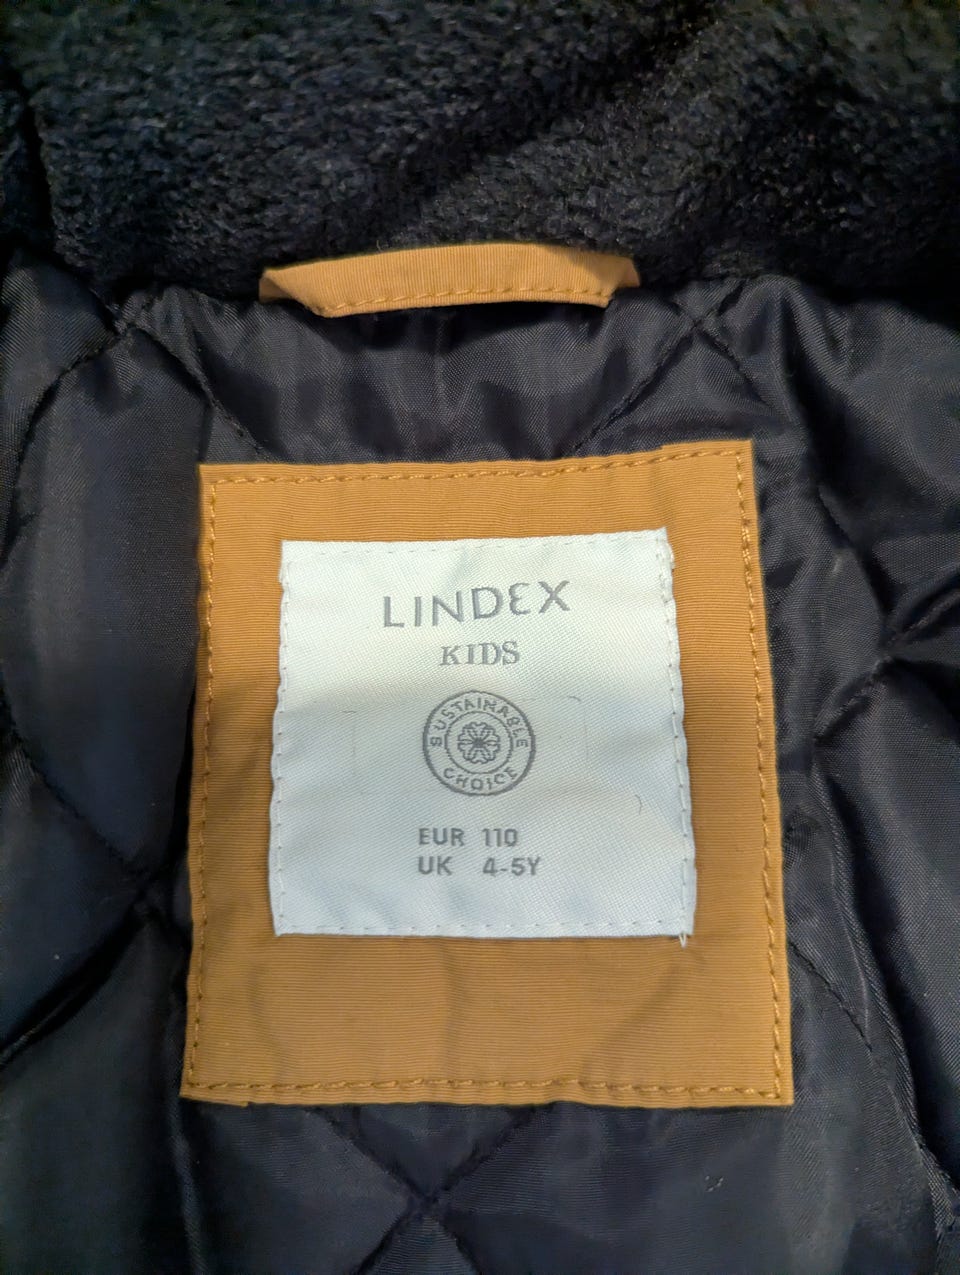 LINDEX
KIDS
SUSTAINABLE
CHOICE
EUR 110
UK 4-5Y